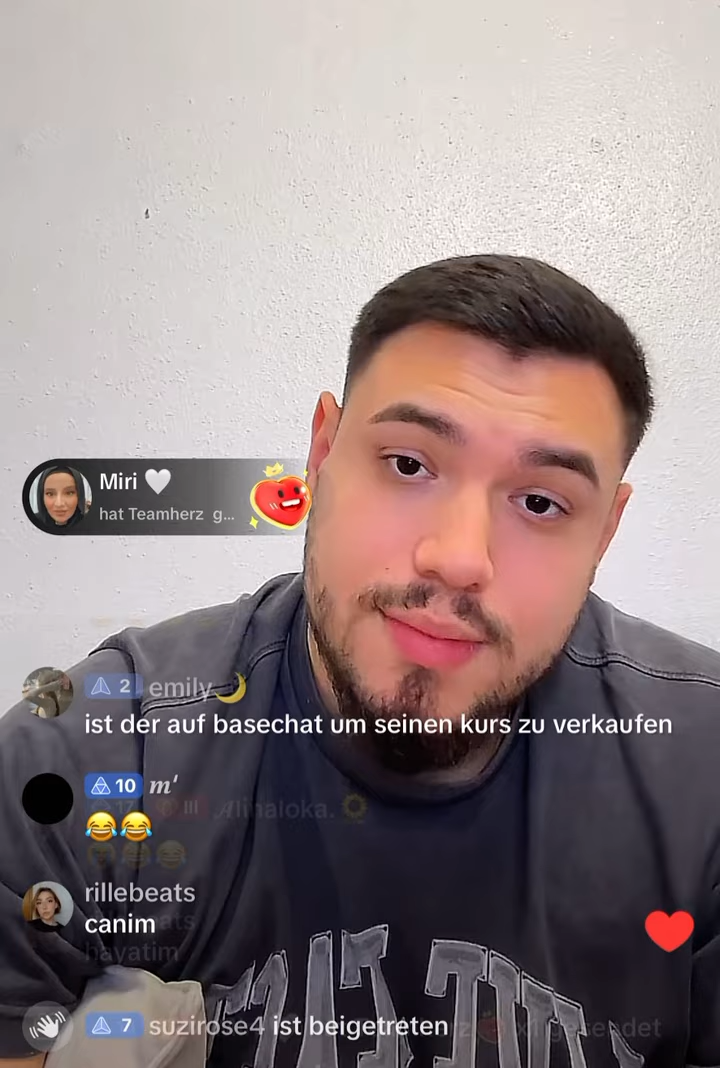 Miri 🤍
hat Teamherz g...
2 emily🌙
ist der auf basechat um seinen kurs zu verkaufen
10 m'
😂😂
rillebeats
canim
hayatim
7 suzirose4 ist beigetreten